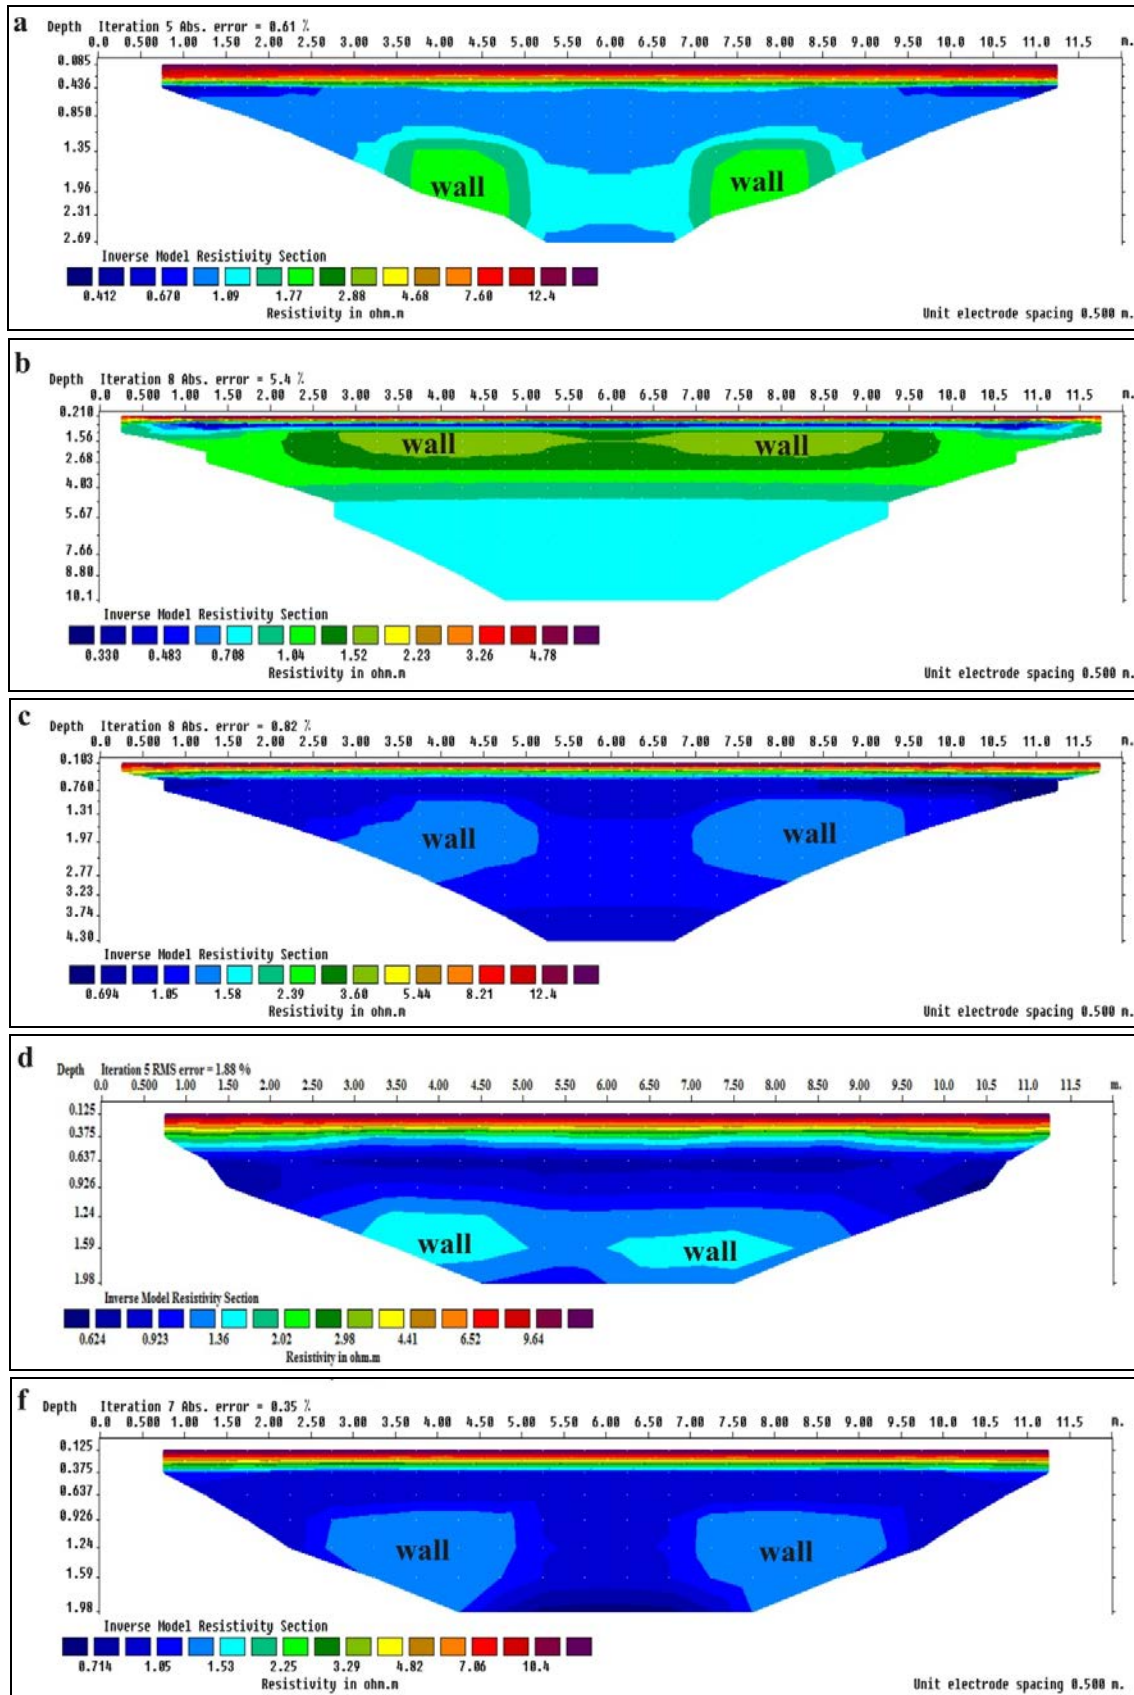 a
Depth Iteration 5 Abs. error = 0.61 %
0.0 0.500 1.00 1.50 2.00 2.50 3.00 3.50 4.00 4.50 5.00 5.50 6.00 6.50 7.00 7.50 8.00 8.50 9.00 9.50 10.0 10.5 11.0 11.5 m.
0.085
0.436
0.850
1.35
1.96
2.31
2.69
wall wall
Inverse Model Resistivity Section
0.412 0.670 1.09 1.77 2.88 4.68 7.60 12.4
Resistivity in ohm.m Unit electrode spacing 0.500 m.
b
Depth Iteration 8 Abs. error = 5.4 %
0.0 0.500 1.00 1.50 2.00 2.50 3.00 3.50 4.00 4.50 5.00 5.50 6.00 6.50 7.00 7.50 8.00 8.50 9.00 9.50 10.0 10.5 11.0 11.5 m.
0.210
1.56
2.68
4.03
5.67
7.66
8.80
10.1
wall wall
Inverse Model Resistivity Section
0.330 0.483 0.708 1.04 1.52 2.23 3.26 4.78
Resistivity in ohm.m Unit electrode spacing 0.500 m.
c
Depth Iteration 8 Abs. error = 0.82 %
0.0 0.500 1.00 1.50 2.00 2.50 3.00 3.50 4.00 4.50 5.00 5.50 6.00 6.50 7.00 7.50 8.00 8.50 9.00 9.50 10.0 10.5 11.0 11.5 m.
0.103
0.760
1.31
1.97
2.77
3.23
3.74
4.30
wall wall
Inverse Model Resistivity Section
0.694 1.05 1.58 2.39 3.60 5.44 8.21 12.4
Resistivity in ohm.m Unit electrode spacing 0.500 m.
d
Depth Iteration 5 RMS error = 1.88 %
0.0 0.500 1.00 1.50 2.00 2.50 3.00 3.50 4.00 4.50 5.00 5.50 6.00 6.50 7.00 7.50 8.00 8.50 9.00 9.50 10.0 10.5 11.0 11.5 m.
0.125
0.375
0.637
0.926
1.24
1.59
1.98
wall wall
Inverse Model Resistivity Section
0.624 0.923 1.36 2.02 2.98 4.41 6.52 9.64
Resistivity in ohm.m
f
Depth Iteration 7 Abs. error = 0.35 %
0.0 0.500 1.00 1.50 2.00 2.50 3.00 3.50 4.00 4.50 5.00 5.50 6.00 6.50 7.00 7.50 8.00 8.50 9.00 9.50 10.0 10.5 11.0 11.5 m.
0.125
0.375
0.637
0.926
1.24
1.59
1.98
wall wall
Inverse Model Resistivity Section
0.714 1.05 1.53 2.25 3.29 4.82 7.06 10.4
Resistivity in ohm.m Unit electrode spacing 0.500 m.